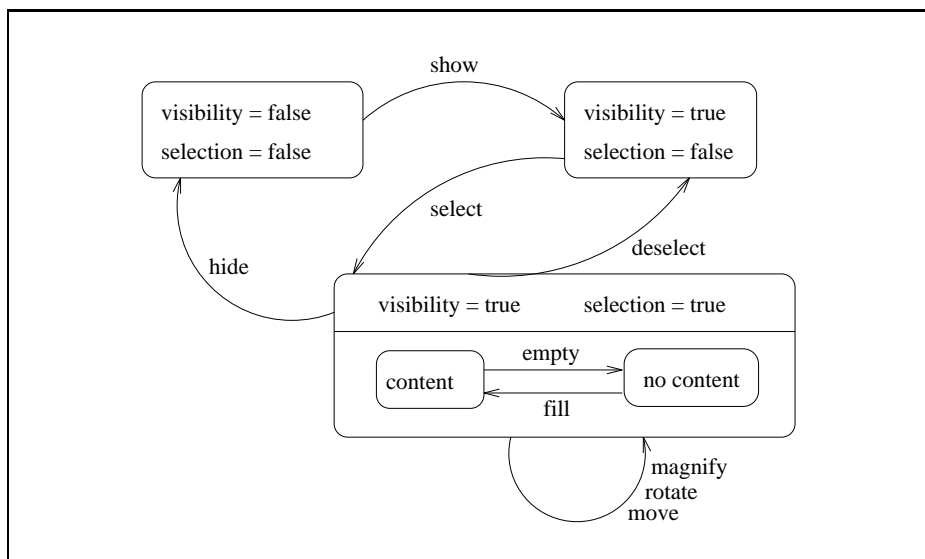 show
visibility = false
selection = false
visibility = true
selection = false
select
deselect
hide
visibility = true
selection = true
content
empty
fill
no content
magnify
rotate
move